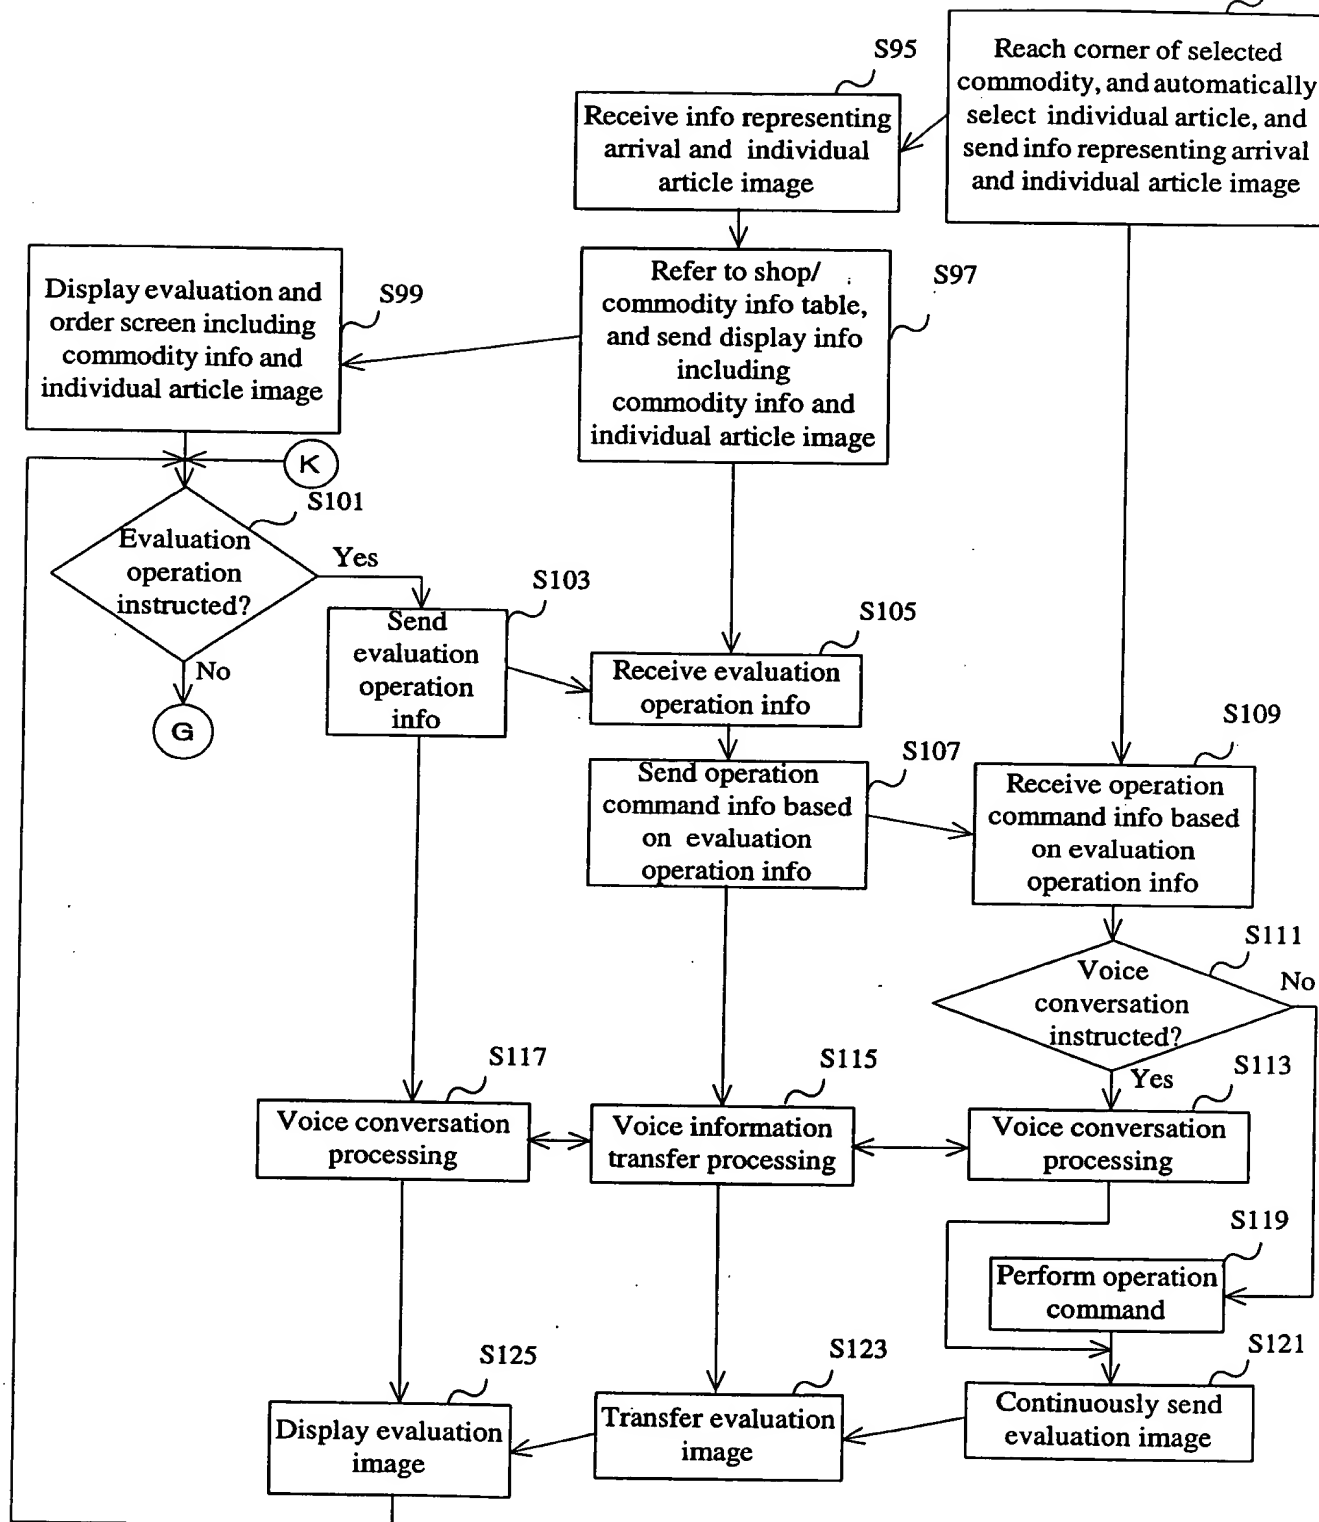 Reach corner of selected
commodity, and automatically
select individual article, and
send info representing arrival
and individual article image
S95
Receive info representing
arrival and individual
article image
S97
Refer to shop/
commodity info table,
and send display info
including
commodity info and
individual article image
S99
Display evaluation and
order screen including
commodity info and
individual article image
K
S101
Evaluation
operation
instructed?
Yes
No
G
S103
Send
evaluation
operation
info
S105
Receive evaluation
operation info
S107
Send operation
command info based
on evaluation
operation info
S109
Receive operation
command info based
on evaluation
operation info
S111
Voice
conversation
instructed?
No
Yes
S113
Voice conversation
processing
S115
Voice information
transfer processing
S117
Voice conversation
processing
S119
Perform operation
command
S121
Continuously send
evaluation image
S123
Transfer evaluation
image
S125
Display evaluation
image